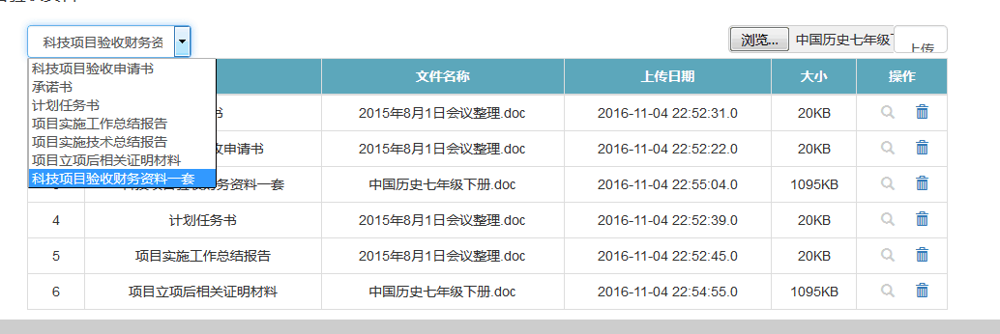 科技项目验收财务资
浏览... 中国历史七年级下
上传
科技项目验收申请书
承诺书
计划任务书
项目实施工作总结报告
项目实施技术总结报告
项目立项后相关证明材料
科技项目验收财务资料一套
文件名称 上传日期 大小 操作
书 2015年8月1日会议整理.doc 2016-11-04 22:52:31.0 20KB
收申请书 2015年8月1日会议整理.doc 2016-11-04 22:52:22.0 20KB
3 科技项目验收财务资料一套 中国历史七年级下册.doc 2016-11-04 22:55:04.0 1095KB
4 计划任务书 2015年8月1日会议整理.doc 2016-11-04 22:52:39.0 20KB
5 项目实施工作总结报告 2015年8月1日会议整理.doc 2016-11-04 22:52:45.0 20KB
6 项目立项后相关证明材料 中国历史七年级下册.doc 2016-11-04 22:54:55.0 1095KB